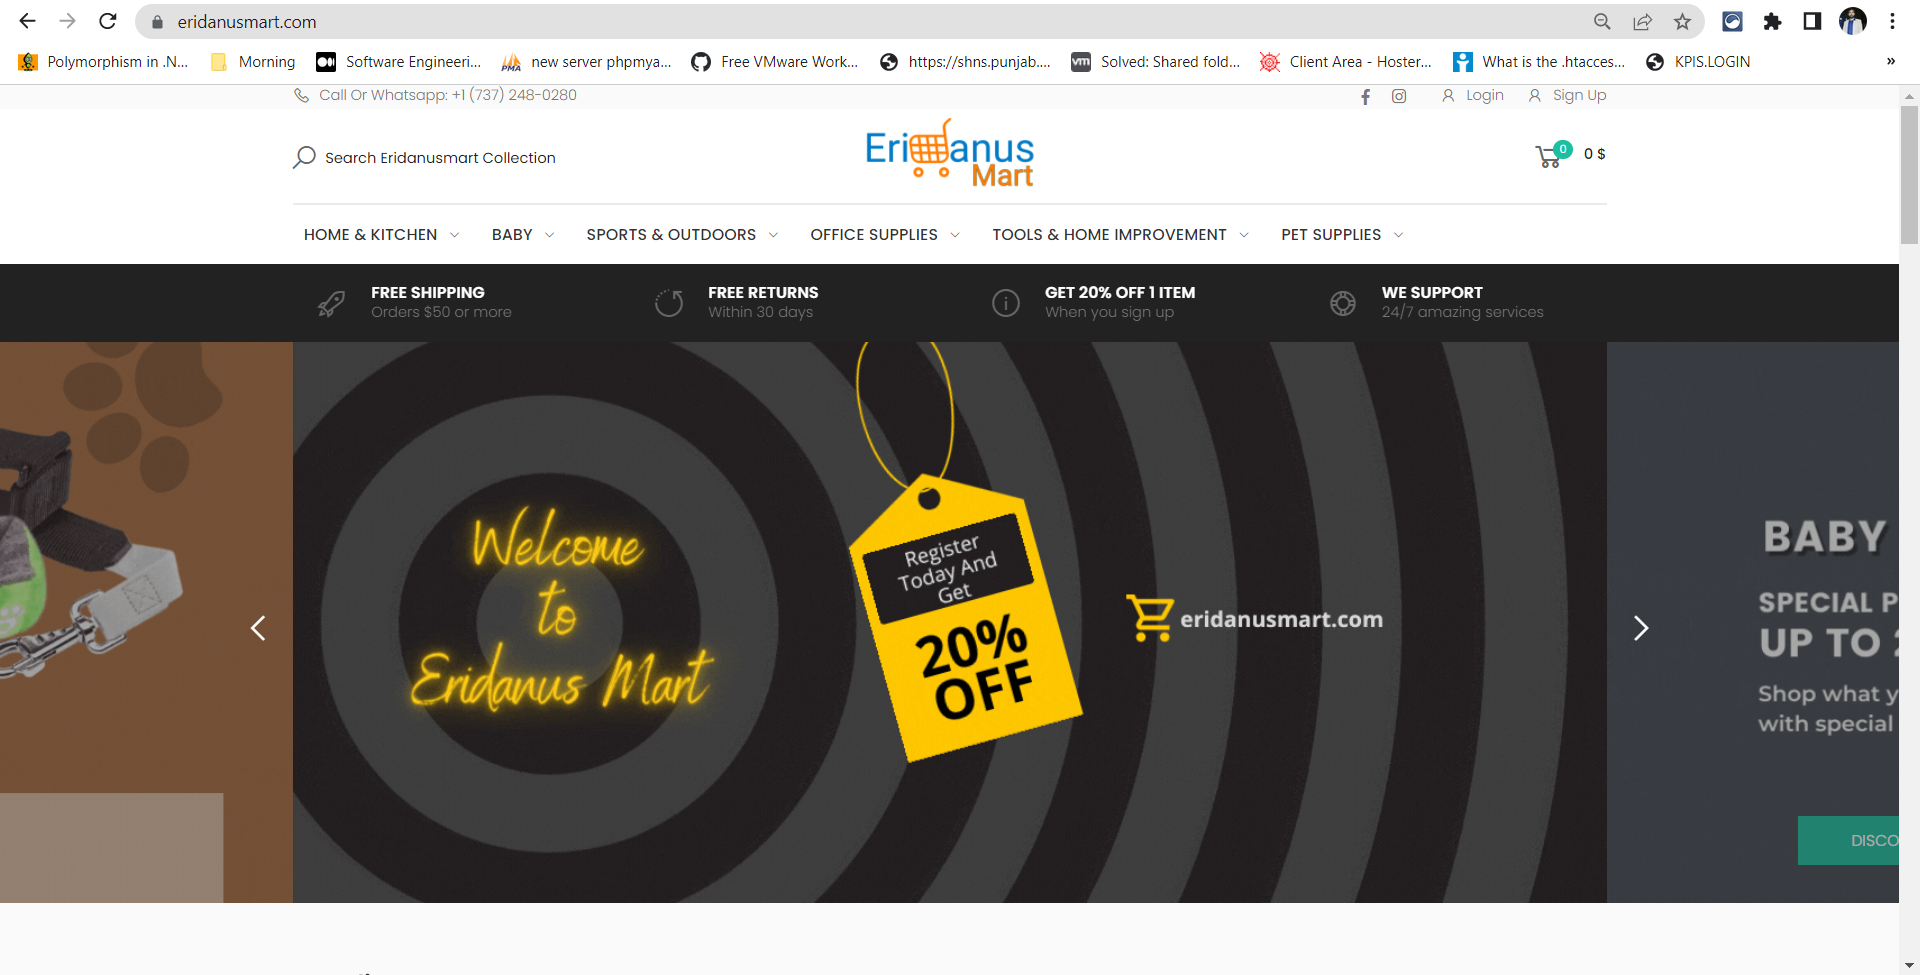 eridanusmart.com
Polymorphism in .N...
Morning
Software Engineeri...
PMA
new server phpmya...
Free VMware Work...
https://shns.punjab....
vm
Solved: Shared fold...
Client Area - Hoster...
What is the .htacces...
KPIS.LOGIN
»
Call Or Whatsapp: +1 (737) 248-0280
Login
Sign Up
Search Eridanusmart Collection
Eridanus
Mart
0
0 $
HOME & KITCHEN
BABY
SPORTS & OUTDOORS
OFFICE SUPPLIES
TOOLS & HOME IMPROVEMENT
PET SUPPLIES
FREE SHIPPING
Orders $50 or more
FREE RETURNS
Within 30 days
GET 20% OFF 1 ITEM
When you sign up
WE SUPPORT
24/7 amazing services
Welcome
to
Eridanus Mart
Register
Today And
Get
20%
OFF
eridanusmart.com
BABY
SPECIAL P
UP TO
Shop what y
with special
DISCO